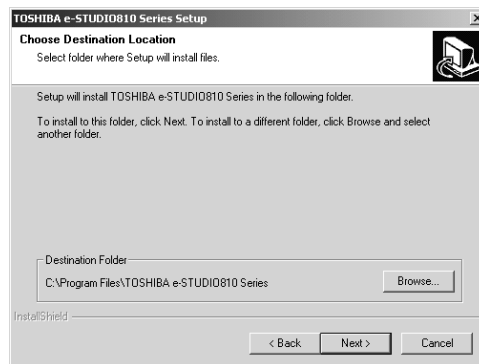 TOSHIBA e-STUDIO810 Series Setup
Choose Destination Location
Select folder where Setup will install files.
Setup will install TOSHIBA e-STUDIO810 Series in the following folder.
To install to this folder, click Next. To install to a different folder, click Browse and select
another folder.
Destination Folder
C:\Program Files\TOSHIBA e-STUDIO810 Series
Browse...
InstallShield
< Back
Next >
Cancel